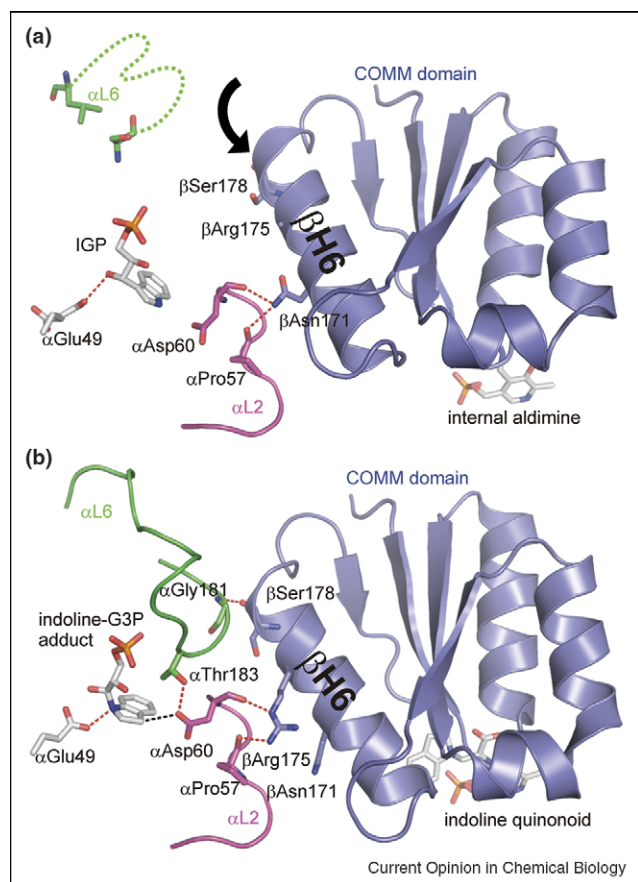 (a)
αL6
COMM domain
βSer178
βArg175
IGP
βH6
βAsn171
αGlu49
αAsp60
αPro57
αL2
internal aldimine
(b)
COMM domain
αL6
αGly181
βSer178
indoline-G3P
adduct
αThr183
βH6
αGlu49
αAsp60
βArg175
αPro57
βAsn171
αL2
indoline quinonoid
Current Opinion in Chemical Biology